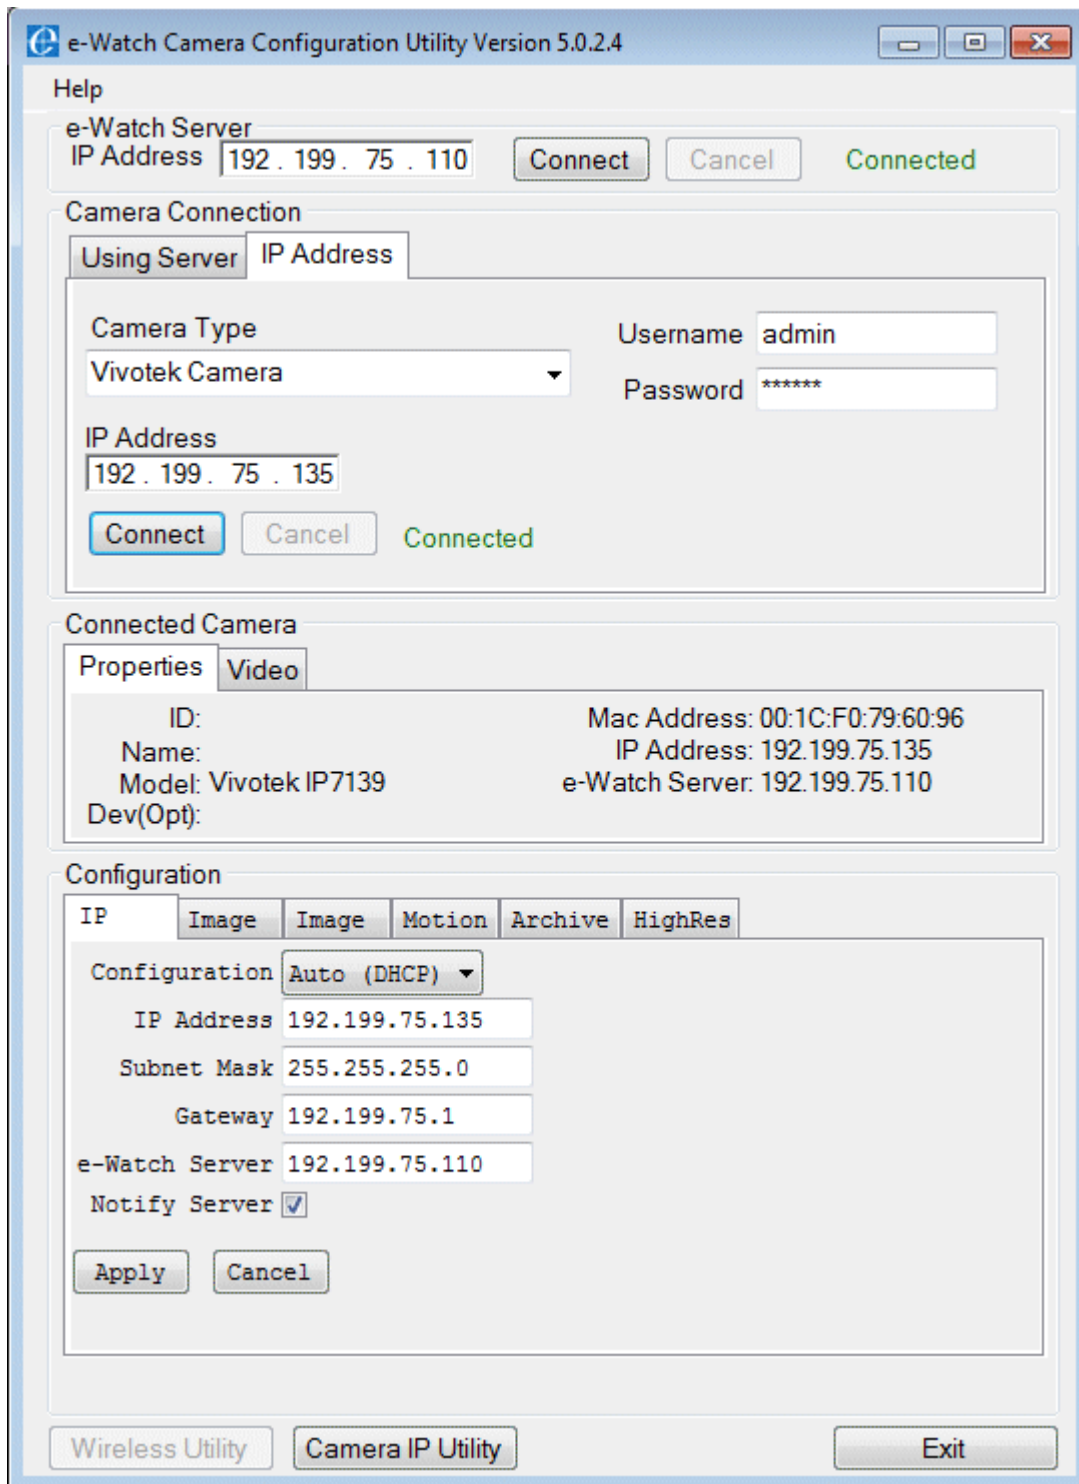 e-Watch Camera Configuration Utility Version 5.0.2.4
Help
e-Watch Server
IP Address 192 . 199 . 75 . 110 Connect Cancel Connected
Camera Connection
Using Server IP Address
Camera Type
Username admin
Vivotek Camera
Password ******
IP Address
192 . 199 . 75 . 135
Connect Cancel Connected
Connected Camera
Properties Video
ID: Mac Address: 00:1C:F0:79:60:96
Name: IP Address: 192.199.75.135
Model: Vivotek IP7139 e-Watch Server: 192.199.75.110
Dev(Opt):
Configuration
IP Image Image Motion Archive HighRes
Configuration Auto (DHCP)
IP Address 192.199.75.135
Subnet Mask 255.255.255.0
Gateway 192.199.75.1
e-Watch Server 192.199.75.110
Notify Server
Apply Cancel
Wireless Utility Camera IP Utility Exit